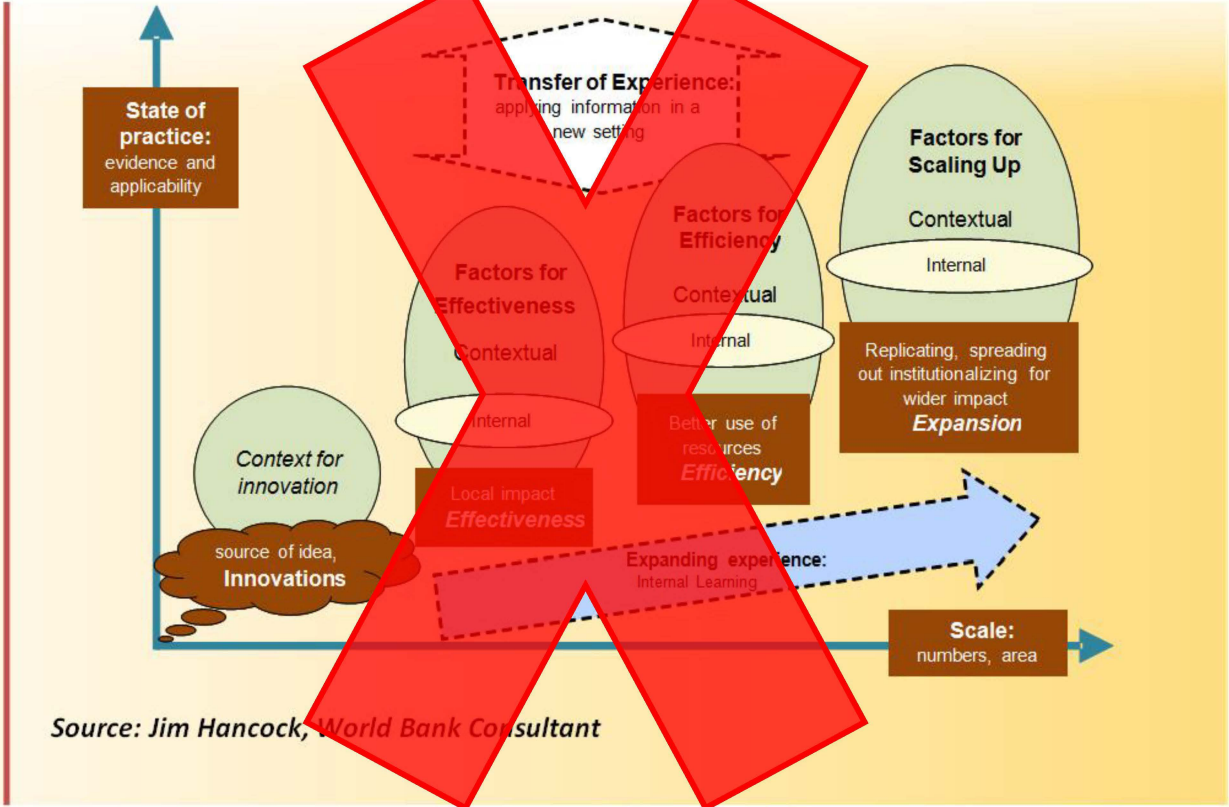 State of
practice:
evidence and
applicability
Transfer of Experience:
applying information in a
new setting
Factors for
Scaling Up
Contextual
Internal
Replicating, spreading
out institutionalizing for
wider impact
Expansion
Factors for
Efficiency
Contextual
Internal
Better use of
resources
Efficiency
Factors for
Effectiveness
Contextual
Internal
Local impact
Effectiveness
Context for
innovation
source of idea,
Innovations
Expanding experience:
Internal Learning
Scale:
numbers, area
Source: Jim Hancock, World Bank Consultant